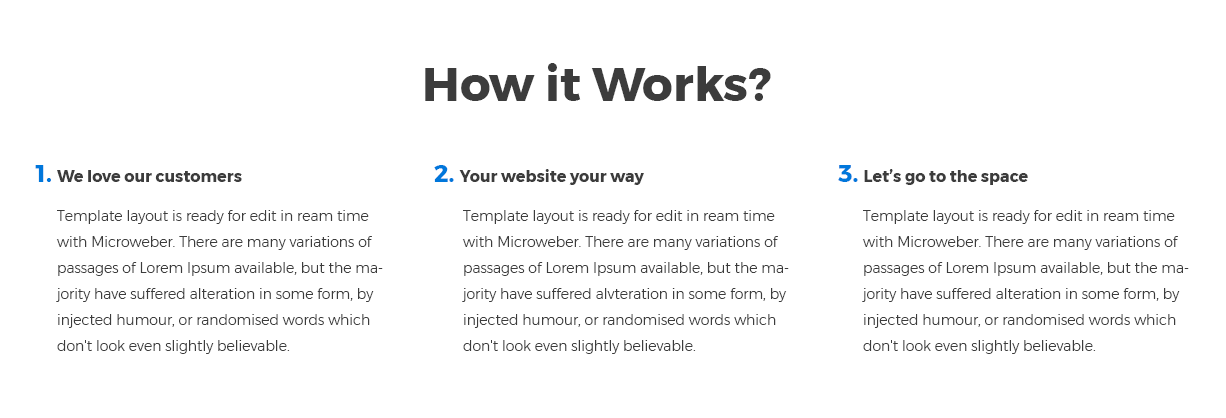 How it Works?
1. We love our customers
Template layout is ready for edit in ream time
with Microweber. There are many variations of
passages of Lorem Ipsum available, but the ma-
jority have suffered alteration in some form, by
injected humour, or randomised words which
don't look even slightly believable.
2. Your website your way
Template layout is ready for edit in ream time
with Microweber. There are many variations of
passages of Lorem Ipsum available, but the ma-
jority have suffered alvteration in some form, by
injected humour, or randomised words which
don't look even slightly believable.
3. Let’s go to the space
Template layout is ready for edit in ream time
with Microweber. There are many variations of
passages of Lorem Ipsum available, but the ma-
jority have suffered alteration in some form, by
injected humour, or randomised words which
don't look even slightly believable.